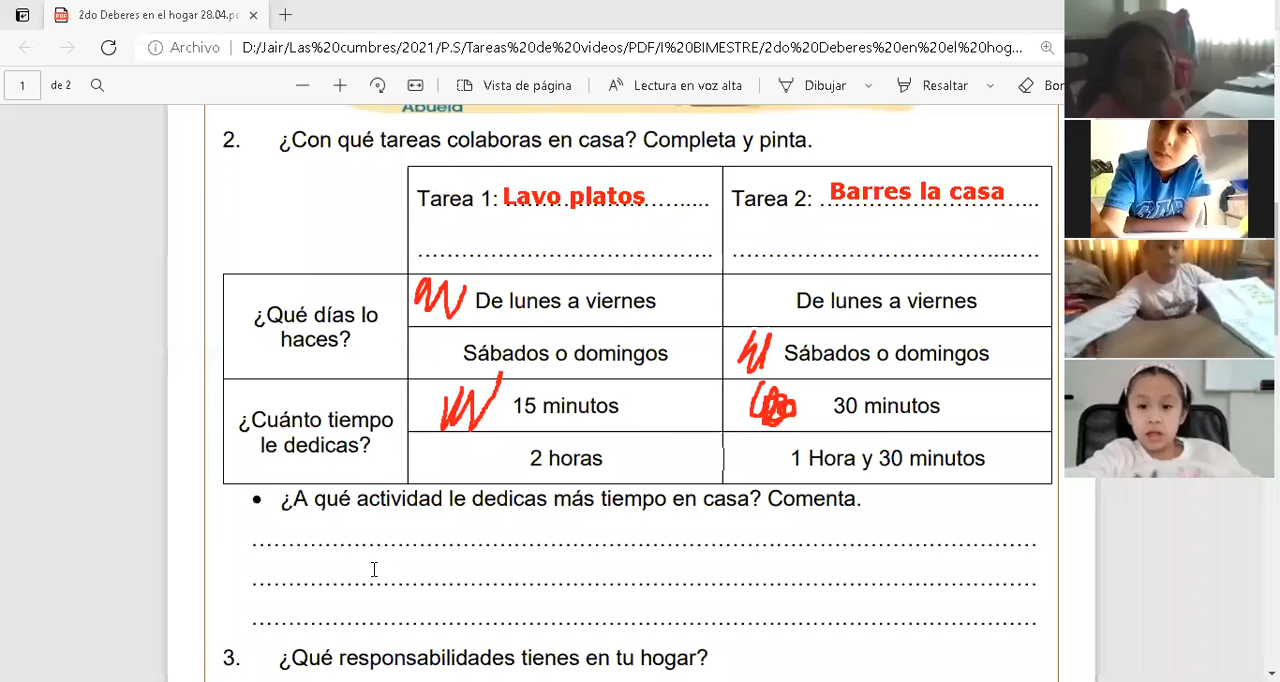 2do Deberes en el hogar 28.04.pe
Archivo
D:/Jair/Las%20cumbres/2021/P.S/Tareas%20de%20videos/PDF/I%20BIMESTRE/2do%20Deberes%20en%20el%20hog...
1 de 2
Vista de página
Lectura en voz alta
Dibujar
Resaltar
Bor
Abuela
2. ¿Con qué tareas colaboras en casa? Completa y pinta.
Tarea 1: Lavo platos
Tarea 2: Barres la casa
¿Qué días lo haces?
De lunes a viernes
De lunes a viernes
Sábados o domingos
Sábados o domingos
¿Cuánto tiempo le dedicas?
15 minutos
30 minutos
2 horas
1 Hora y 30 minutos
• ¿A qué actividad le dedicas más tiempo en casa? Comenta.
3. ¿Qué responsabilidades tienes en tu hogar?